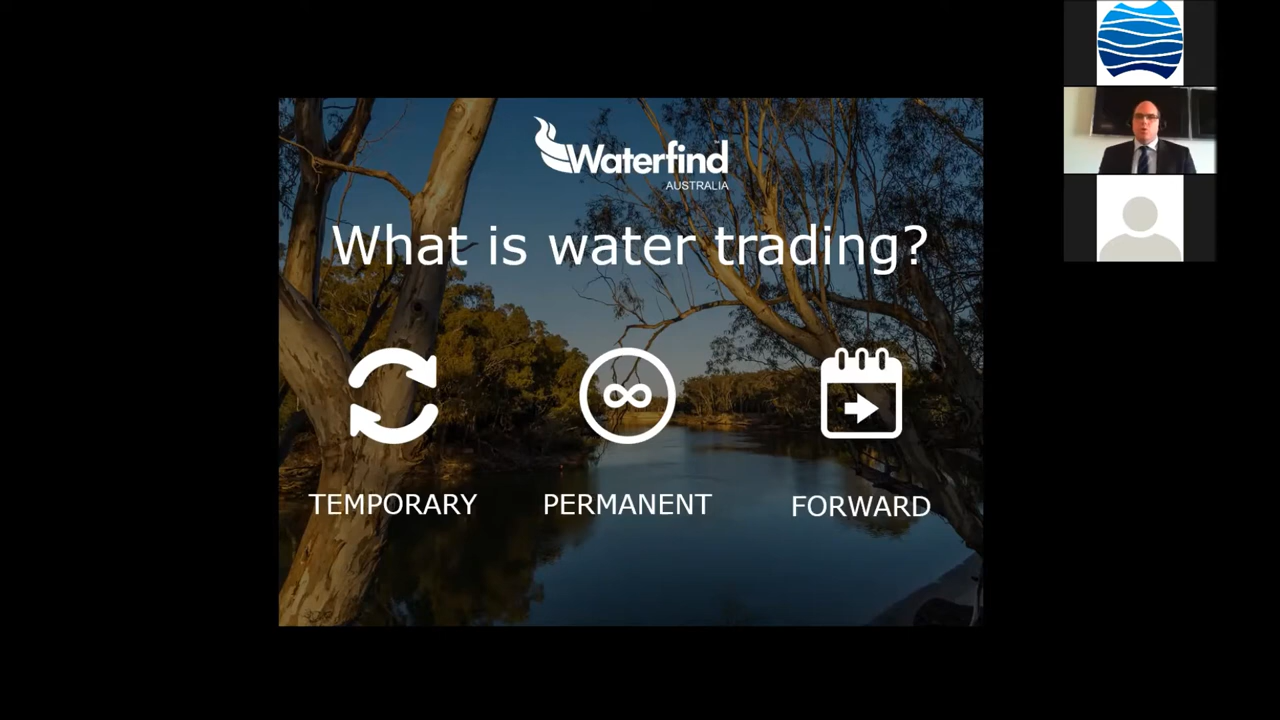 Waterfind
AUSTRALIA
What is water trading?
TEMPORARY
PERMANENT
FORWARD